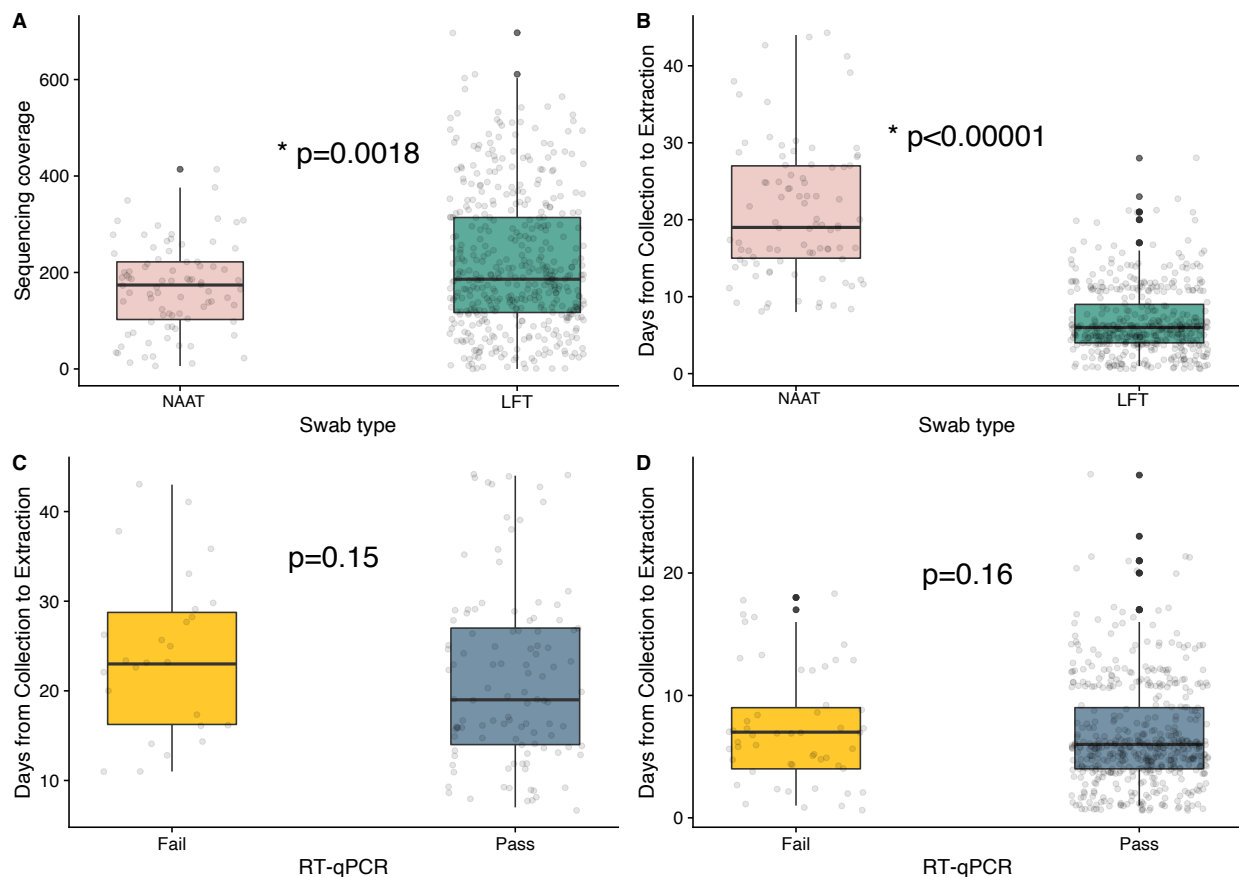 A
Sequencing coverage
600
400
200
0
* p=0.0018
NAAT
LFT
Swab type
B
Days from Collection to Extraction
40
30
20
10
0
* p<0.00001
NAAT
LFT
Swab type
C
Days from Collection to Extraction
40
30
20
10
p=0.15
Fail
Pass
RT-qPCR
D
Days from Collection to Extraction
20
10
0
p=0.16
Fail
Pass
RT-qPCR